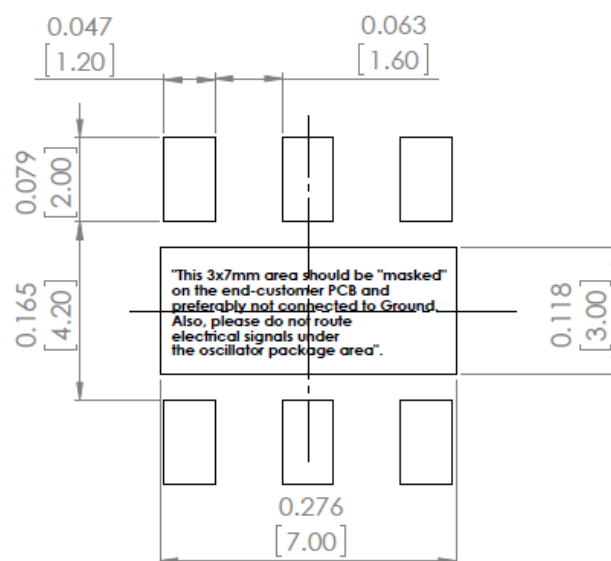 0.047
[1.20]
0.063
[1.60]
0.079
[2.00]
0.165
[4.20]
"This 3x7mm area should be "masked"
on the end-customer PCB and
preferably not connected to Ground.
Also, please do not route
electrical signals under
the oscillator package area".
0.118
[3.00]
0.276
[7.00]